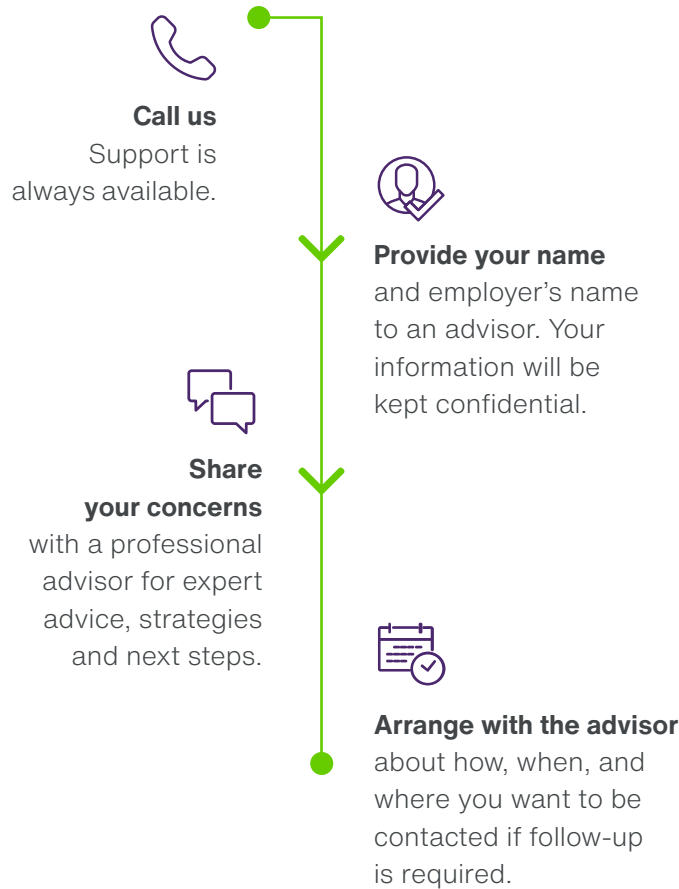 Call us
Support is
always available.
Provide your name
and employer’s name
to an advisor. Your
information will be
kept confidential.
Share
your concerns
with a professional
advisor for expert
advice, strategies
and next steps.
Arrange with the advisor
about how, when, and
where you want to be
contacted if follow-up
is required.